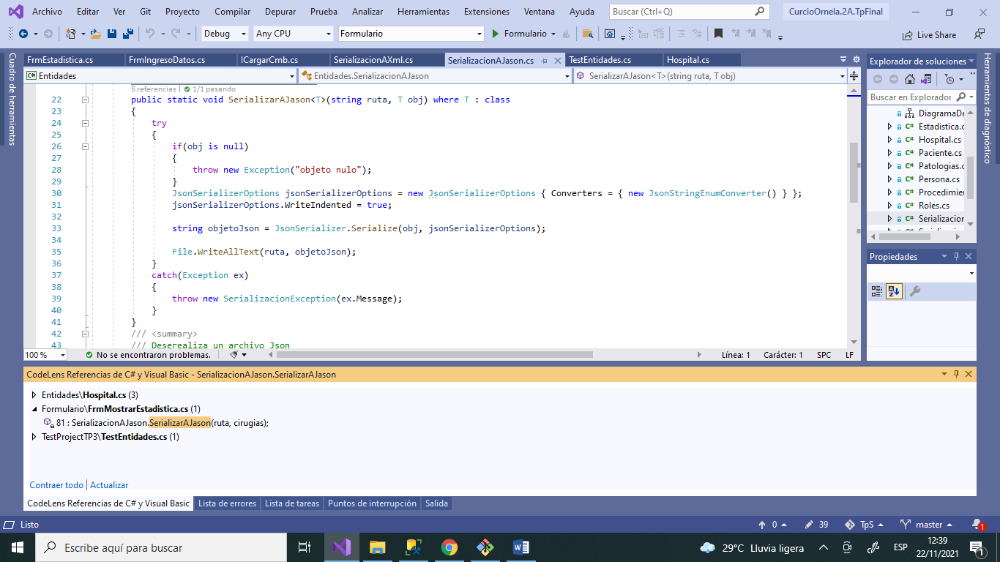 Archivo Editar Ver Git Proyecto Compilar Depurar Prueba Analizar Herramientas Extensiones Ventana Ayuda Buscar (Ctrl+Q) CurcioOrnela.2A.TpFinal
Debug Any CPU Formulario Formulario Live Share
Cuadro de herramientas
FrmEstadistica.cs FrmIngresoDatos.cs ICargarCmb.cs SerializacionAXml.cs SerializacionAJason.cs TestEntidades.cs Hospital.cs
Entidades Entidades.SerializacionAJason SerializarAJason<T>(string ruta, T obj)
5 referencias | 1/1 pasando
22 public static void SerializarAJason<T>(string ruta, T obj) where T : class
23 {
24 try
25 {
26 if(obj is null)
27 {
28 throw new Exception("objeto nulo");
29 }
30 JsonSerializerOptions jsonSerializerOptions = new JsonSerializerOptions { Converters = { new JsonStringEnumConverter() } };
31 jsonSerializerOptions.WriteIndented = true;
32
33 string objetoJson = JsonSerializer.Serialize(obj, jsonSerializerOptions);
34
35 File.WriteAllText(ruta, objetoJson);
36 }
37 catch(Exception ex)
38 {
39 throw new SerializacionException(ex.Message);
40 }
41 }
42 /// <summary>
43 /// Deserealiza un archivo Json
100 % No se encontraron problemas. Línea: 1 Carácter: 1 SPC LF
Explorador de soluciones
Buscar en Explorador
DiagramaDe
Estadistica.c
Hospital.cs
Paciente.cs
Patologias.c
Persona.cs
Procedimier
Roles.cs
Serializacior
Propiedades
Herramientas de diagnóstico
CodeLens Referencias de C# y Visual Basic - SerializacionAJason.SerializarAJason
Entidades\Hospital.cs (3)
Formulario\FrmMostrarEstadistica.cs (1)
81 : SerializacionAJason.SerializarAJason(ruta, cirugias);
TestProjectTP3\TestEntidades.cs (1)
Contraer todo | Actualizar
CodeLens Referencias de C# y Visual Basic Lista de errores Lista de tareas Puntos de interrupción Salida
Listo 0 39 TpS master 1
Escribe aquí para buscar 29°C Lluvia ligera ESP 12:39
22/11/2021 1